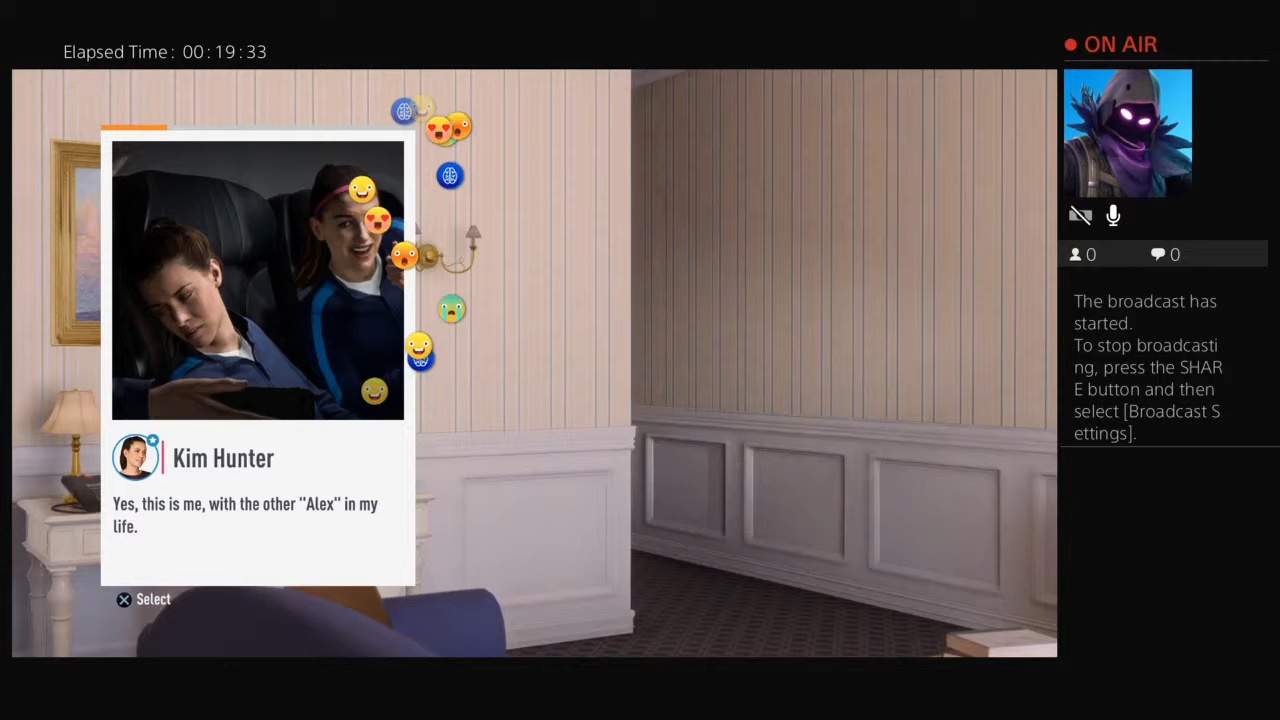 Elapsed Time: 00:19:33
ON AIR
0
0
The broadcast has
started.
To stop broadcasti
ng, press the SHAR
E button and then
select [Broadcast S
ettings].
Kim Hunter
Yes, this is me, with the other "Alex" in my
life.
Select